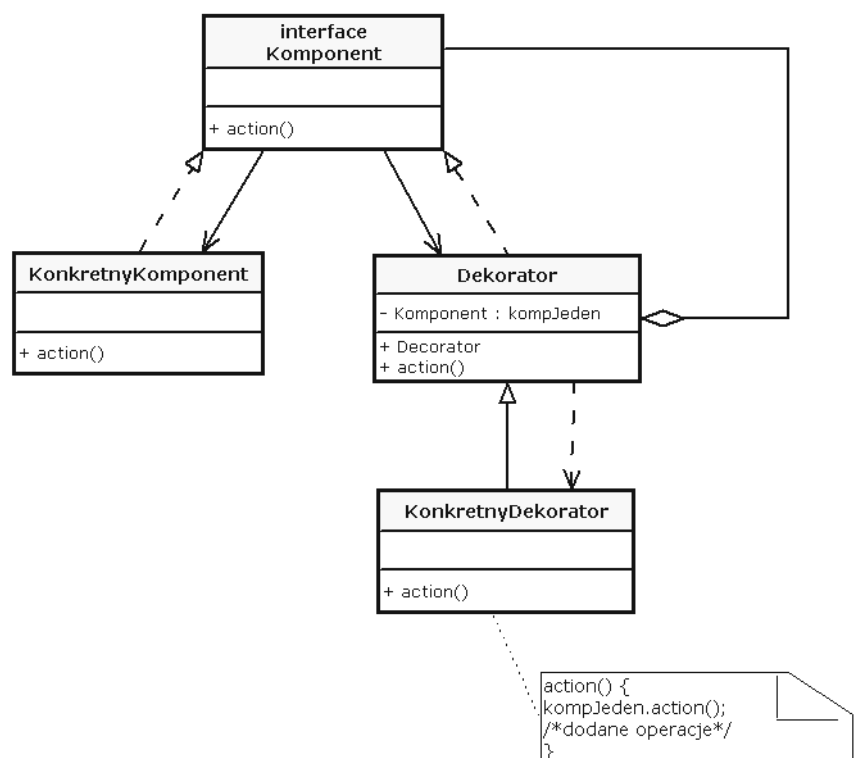 interface
Komponent
+ action()
KonkretnyKomponent
+ action()
Dekorator
- Komponent : kompJeden
+ Decorator
+ action()
KonkretnyDekorator
+ action()
action() {
kompJeden.action();
/*dodane operacje*/
}